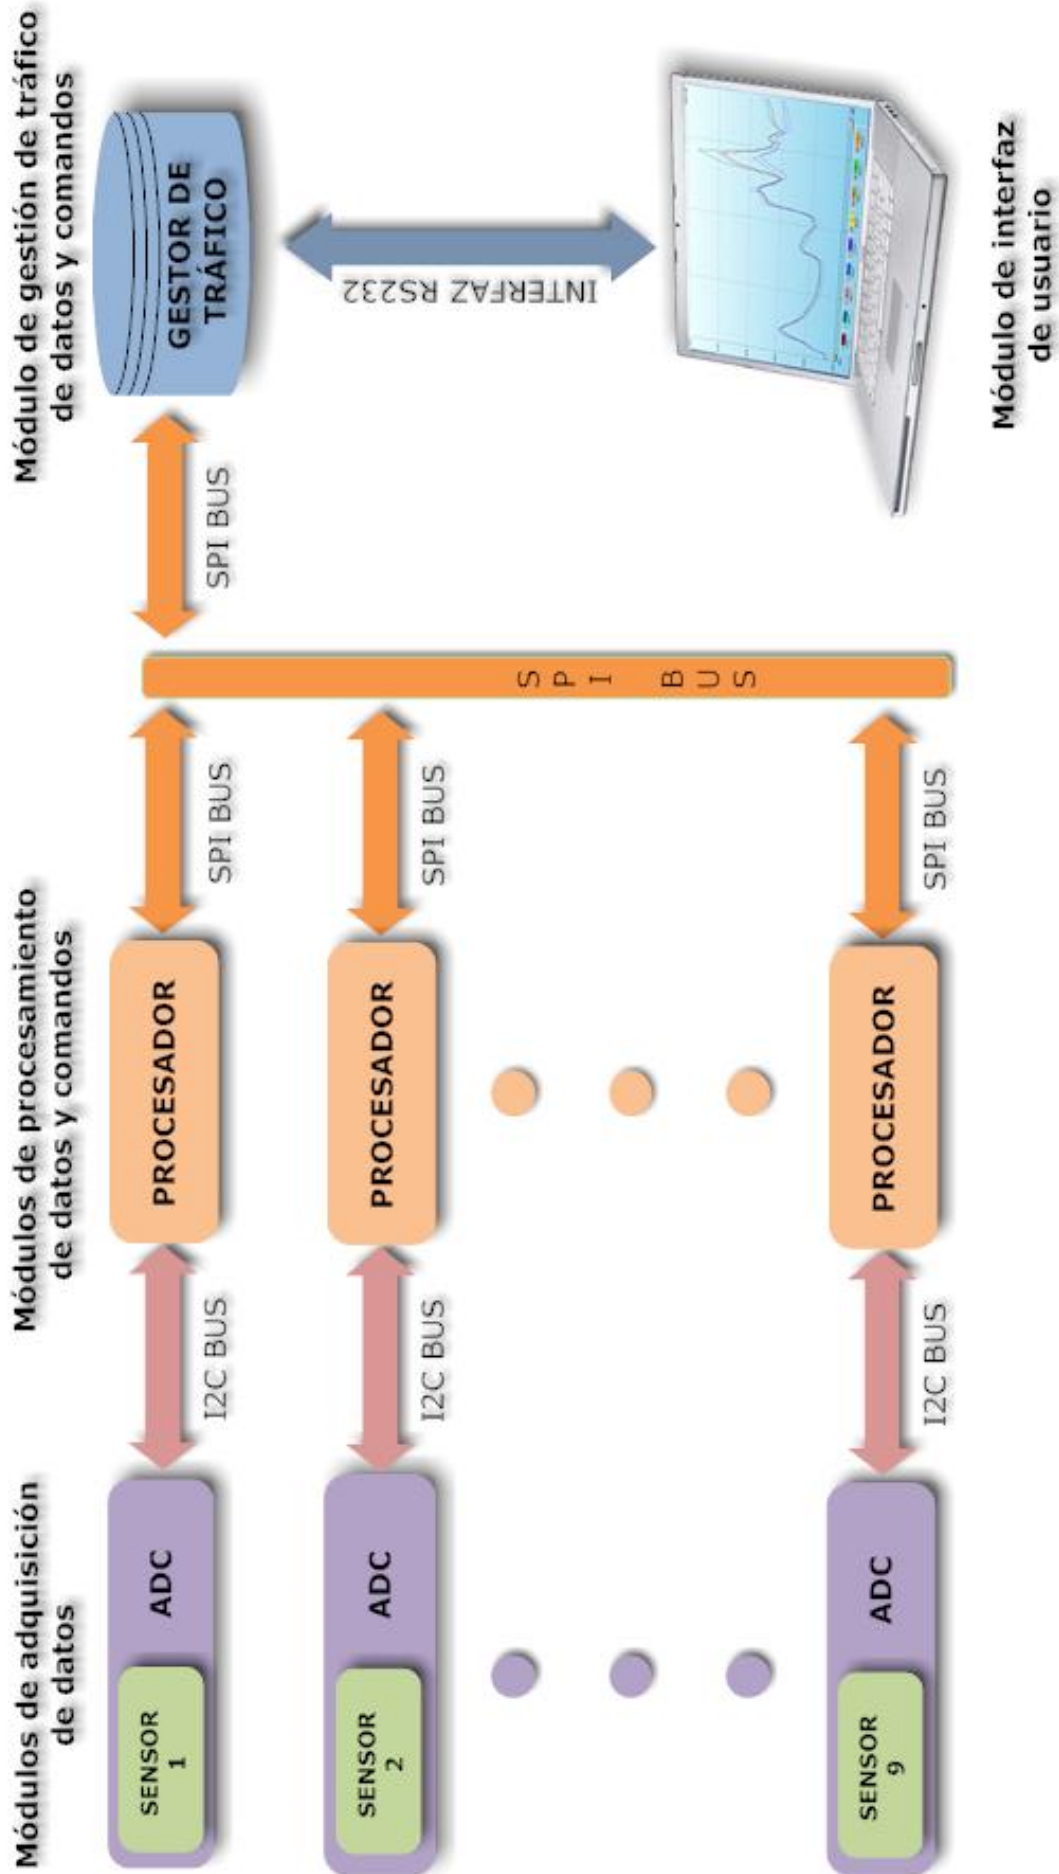 Módulos de adquisición
de datos
Módulos de procesamiento
de datos y comandos
Módulo de gestión de tráfico
de datos y comandos
SENSOR
1
ADC
I2C BUS
PROCESADOR
SPI BUS
SPI BUS
GESTOR DE
TRÁFICO
SENSOR
2
ADC
I2C BUS
PROCESADOR
SPI BUS
SPI BUS
INTERFAZ RS232
SENSOR
9
ADC
I2C BUS
PROCESADOR
SPI BUS
Módulo de interfaz
de usuario